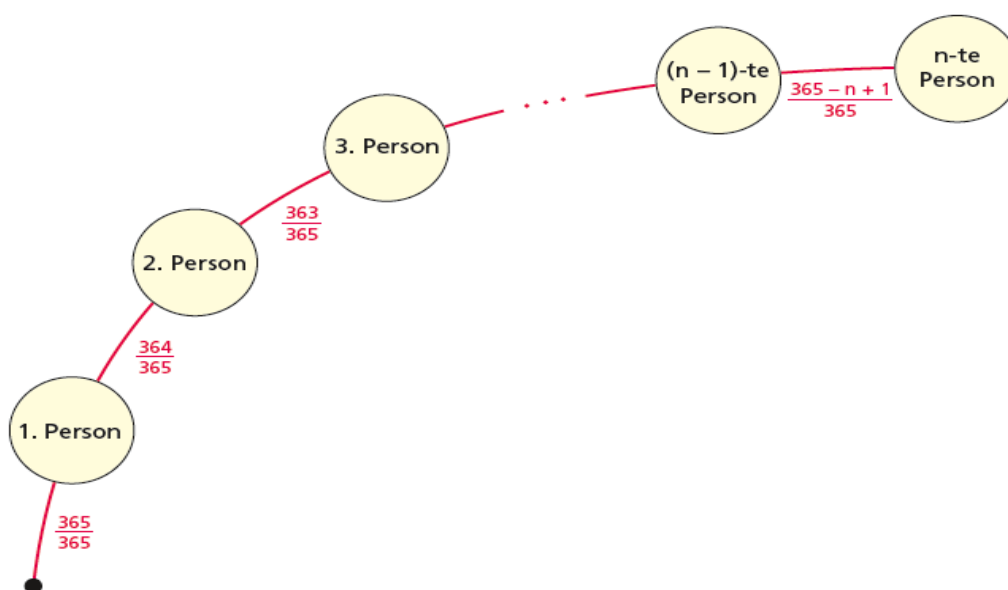 1. Person
2. Person
3. Person
(n – 1)-te
Person
n-te
Person
365
365
364
365
363
365
365 – n + 1
365